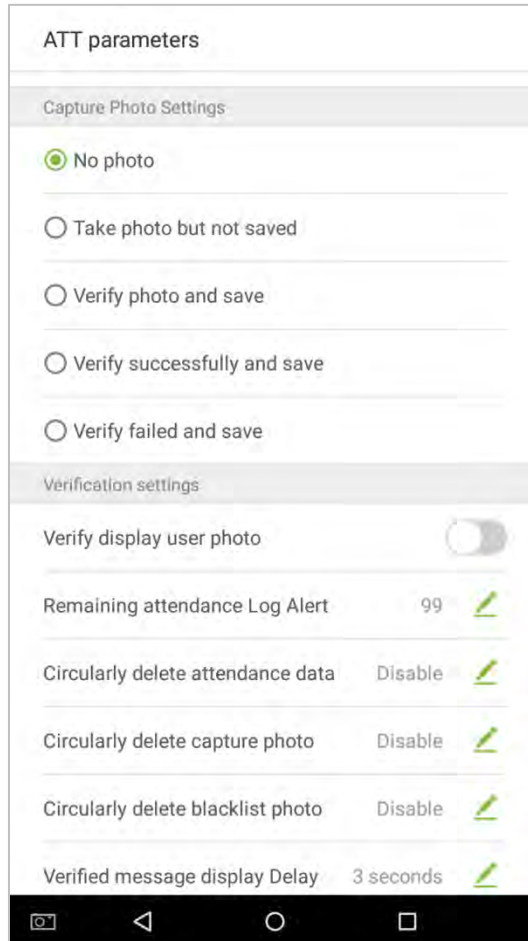 ATT parameters
Capture Photo Settings
No photo
Take photo but not saved
Verify photo and save
Verify successfully and save
Verify failed and save
Verification settings
Verify display user photo
Remaining attendance Log Alert 99
Circularly delete attendance data Disable
Circularly delete capture photo Disable
Circularly delete blacklist photo Disable
Verified message display Delay 3 seconds